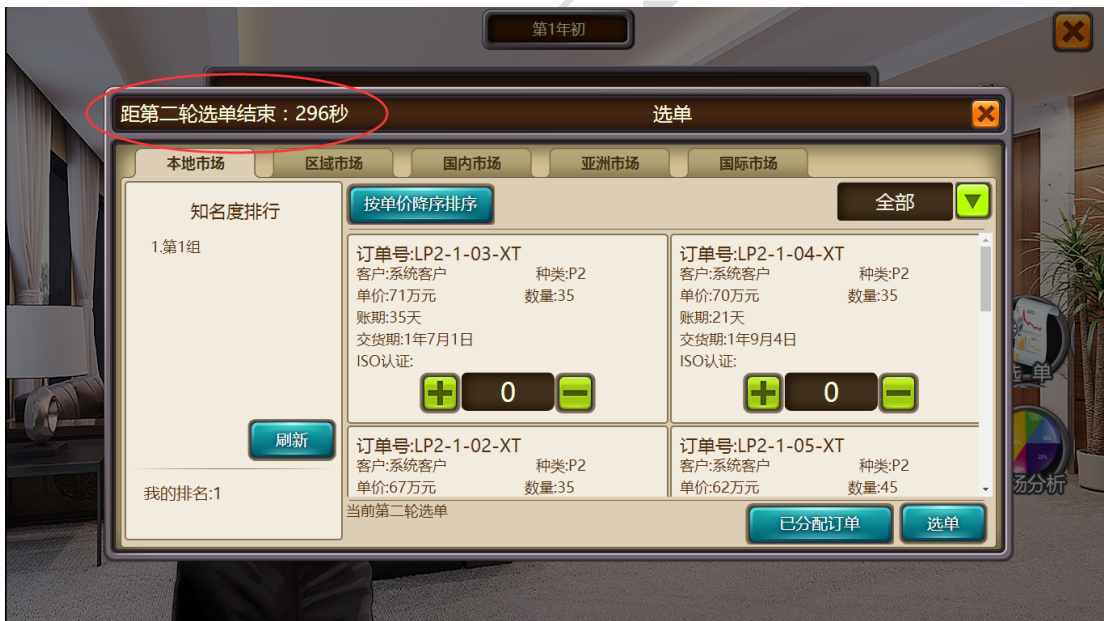 第1年初
距第二轮选单结束：296秒
选单
本地市场
区域市场
国内市场
亚洲市场
国际市场
知名度排行
1.第1组
刷新
我的排名:1
按单价降序排序
全部
订单号:LP2-1-03-XT
客户:系统客户 种类:P2
单价:71万元 数量:35
账期:35天
交货期:1年7月1日
ISO认证:
0
订单号:LP2-1-04-XT
客户:系统客户 种类:P2
单价:70万元 数量:35
账期:21天
交货期:1年9月4日
ISO认证:
0
订单号:LP2-1-02-XT
客户:系统客户 种类:P2
单价:67万元 数量:35
订单号:LP2-1-05-XT
客户:系统客户 种类:P2
单价:62万元 数量:45
当前第二轮选单
已分配订单
选单
单
场分析